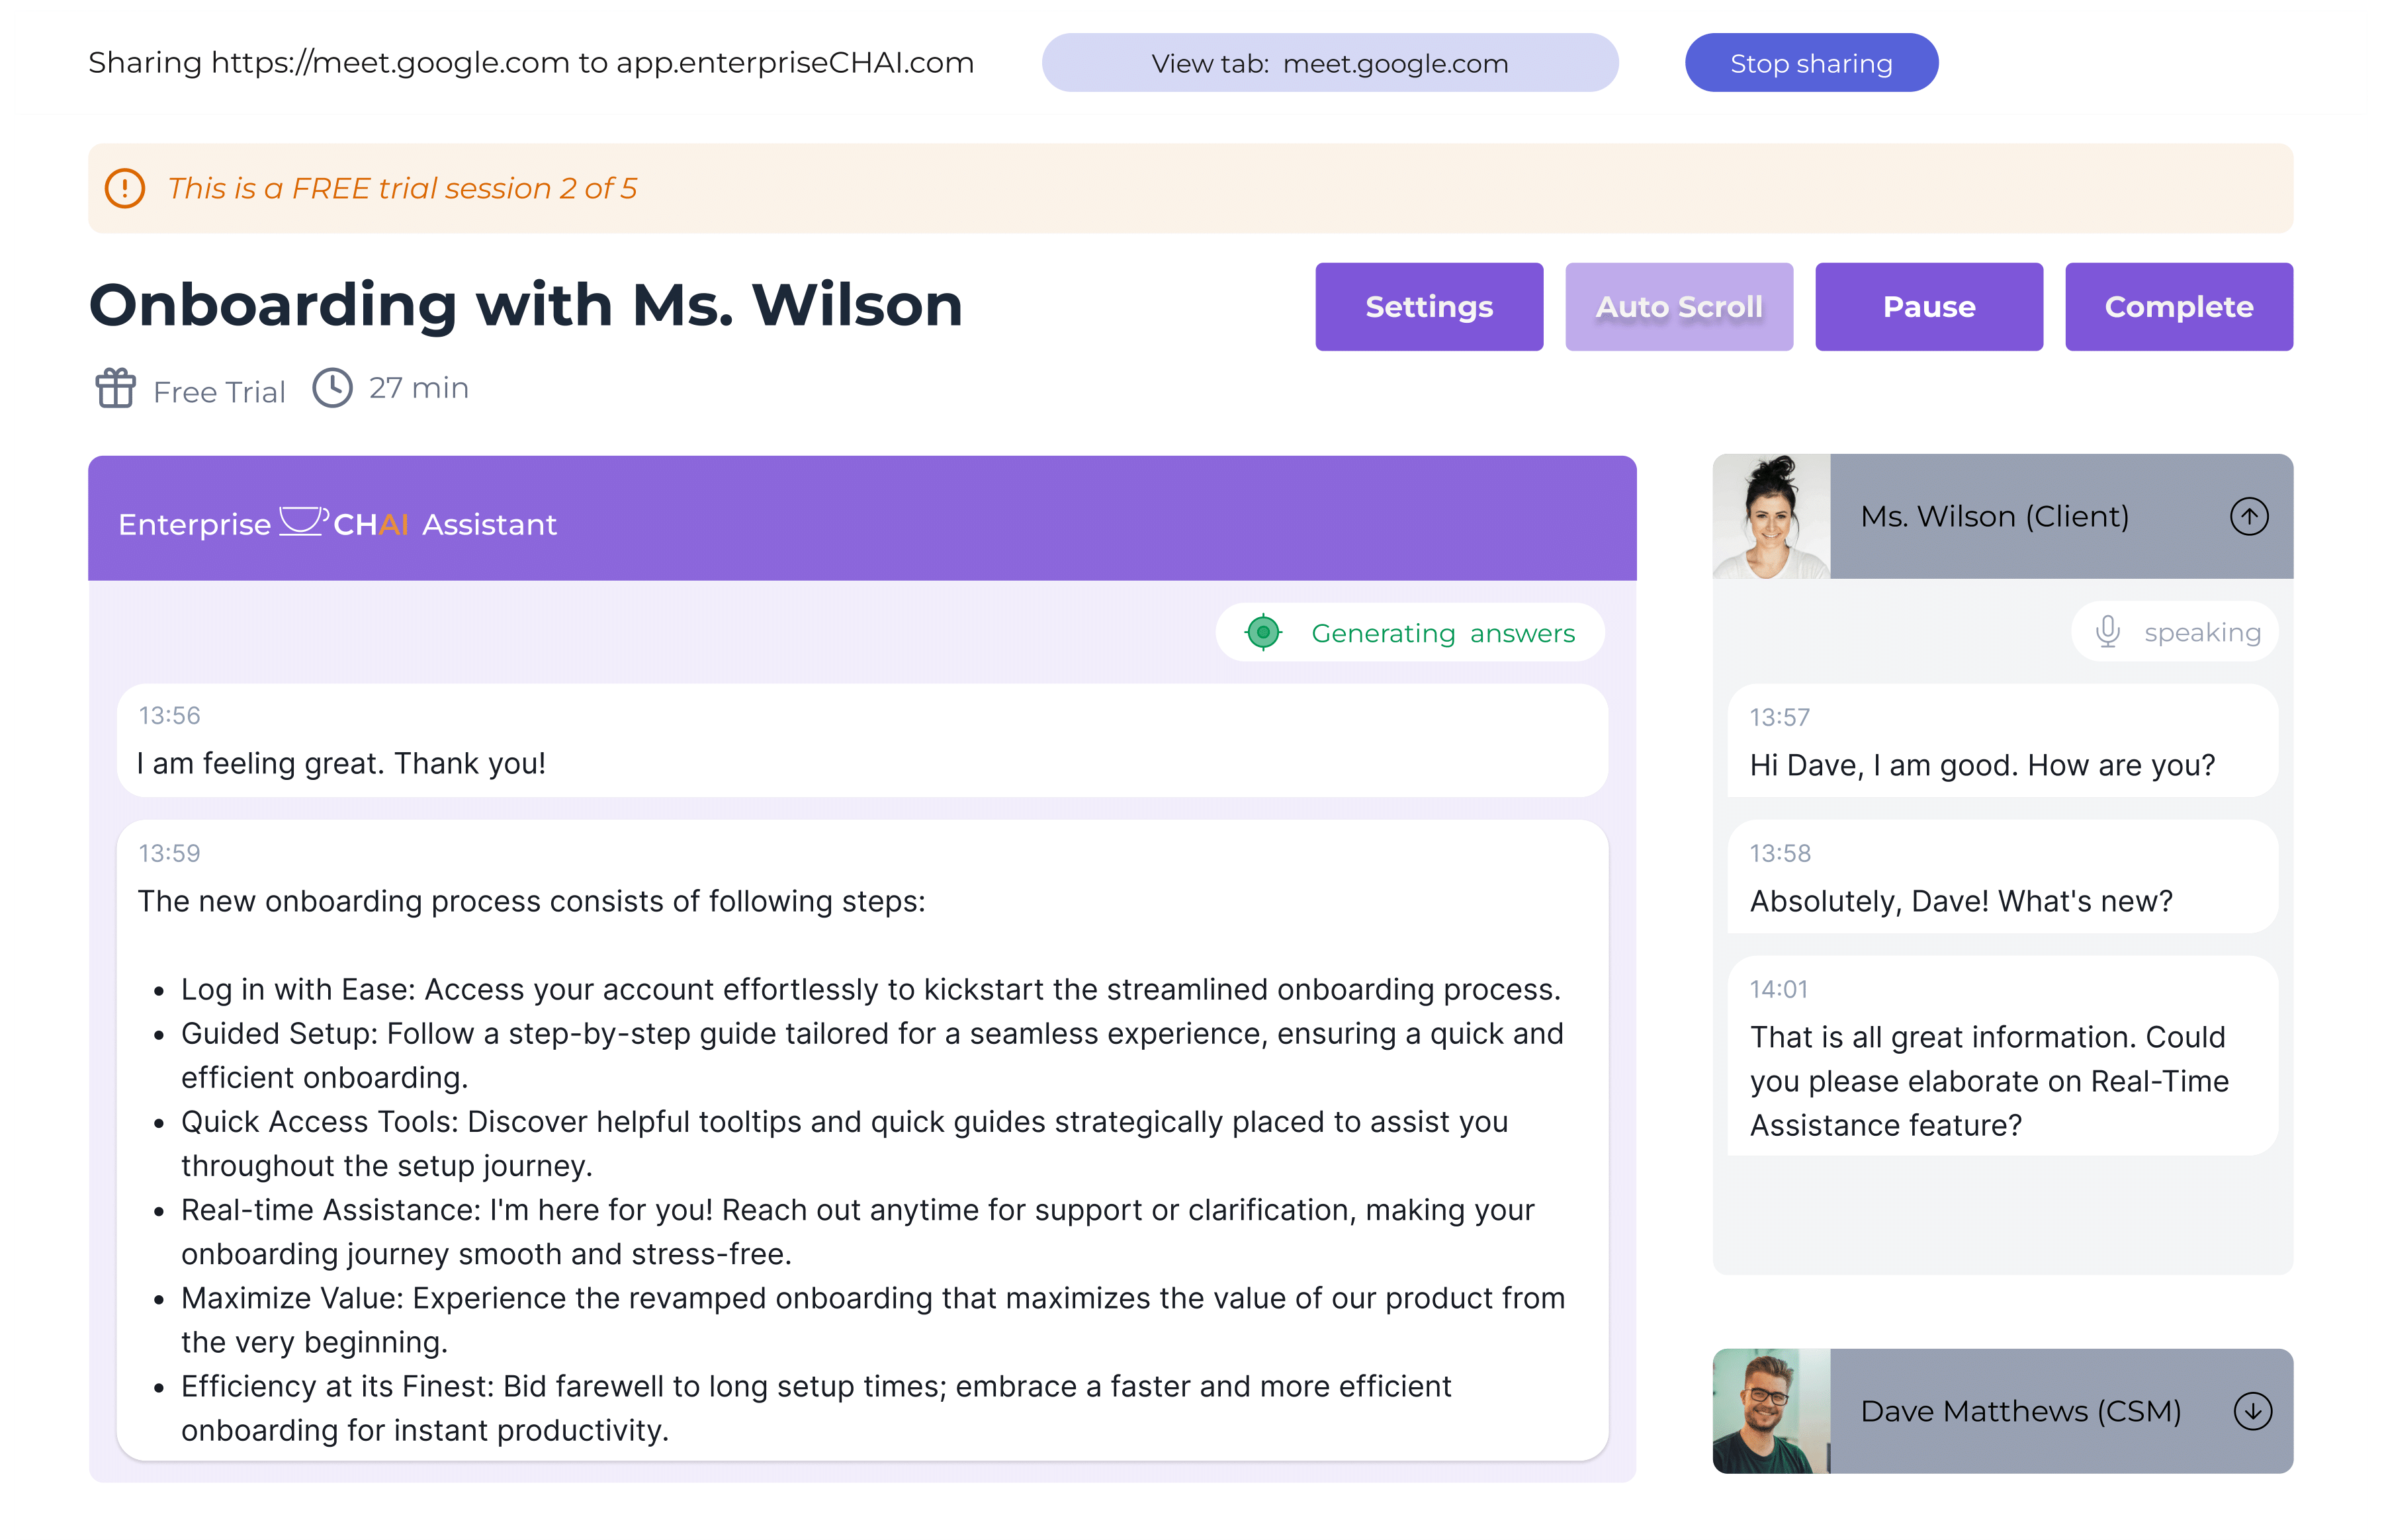 Sharing https://meet.google.com to app.enterpriseCHAI.com
View tab: meet.google.com
Stop sharing
This is a FREE trial session 2 of 5
Onboarding with Ms. Wilson
Settings
Auto Scroll
Pause
Complete
Free Trial
27 min
Enterprise CHAI Assistant
Generating answers
13:56
I am feeling great. Thank you!
13:59
The new onboarding process consists of following steps:
• Log in with Ease: Access your account effortlessly to kickstart the streamlined onboarding process.
• Guided Setup: Follow a step-by-step guide tailored for a seamless experience, ensuring a quick and
efficient onboarding.
• Quick Access Tools: Discover helpful tooltips and quick guides strategically placed to assist you
throughout the setup journey.
• Real-time Assistance: I'm here for you! Reach out anytime for support or clarification, making your
onboarding journey smooth and stress-free.
• Maximize Value: Experience the revamped onboarding that maximizes the value of our product from
the very beginning.
• Efficiency at its Finest: Bid farewell to long setup times; embrace a faster and more efficient
onboarding for instant productivity.
Ms. Wilson (Client)
speaking
13:57
Hi Dave, I am good. How are you?
13:58
Absolutely, Dave! What's new?
14:01
That is all great information. Could
you please elaborate on Real-Time
Assistance feature?
Dave Matthews (CSM)